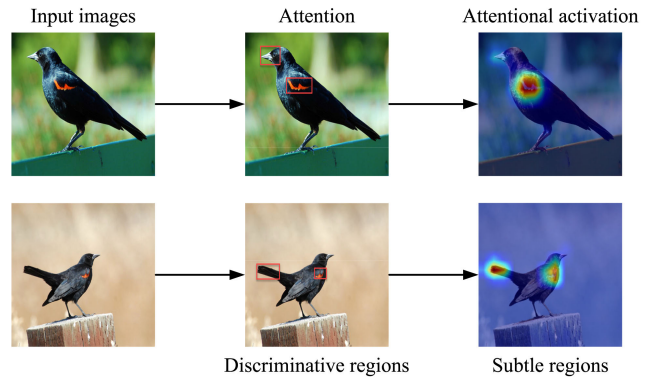 Input images
Attention
Attentional activation
Discriminative regions
Subtle regions